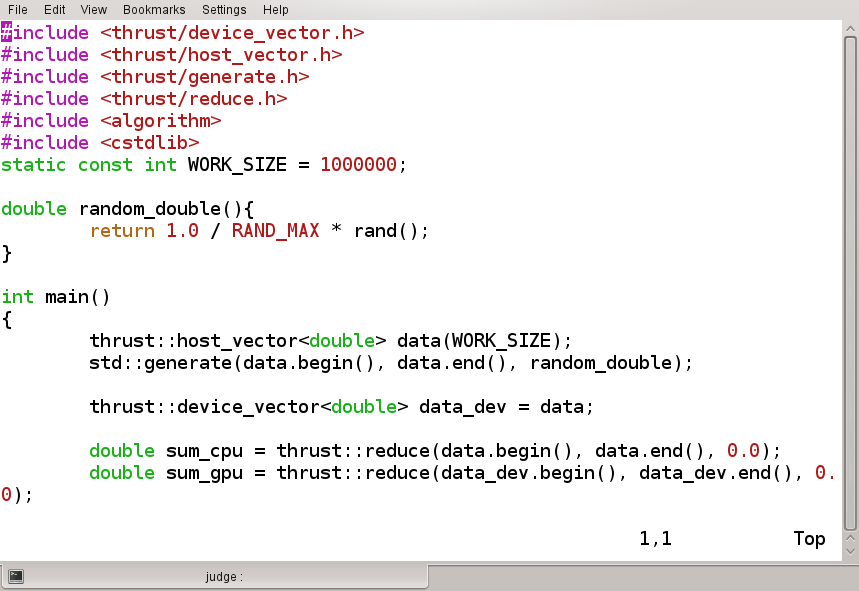 File Edit View Bookmarks Settings Help
#include <thrust/device_vector.h>
#include <thrust/host_vector.h>
#include <thrust/generate.h>
#include <thrust/reduce.h>
#include <algorithm>
#include <cstdlib>
static const int WORK_SIZE = 1000000;
double random_double(){
        return 1.0 / RAND_MAX * rand();
}
int main()
{
        thrust::host_vector<double> data(WORK_SIZE);
        std::generate(data.begin(), data.end(), random_double);
        thrust::device_vector<double> data_dev = data;
        double sum_cpu = thrust::reduce(data.begin(), data.end(), 0.0);
        double sum_gpu = thrust::reduce(data_dev.begin(), data_dev.end(), 0.
0);
1,1 Top
judge :